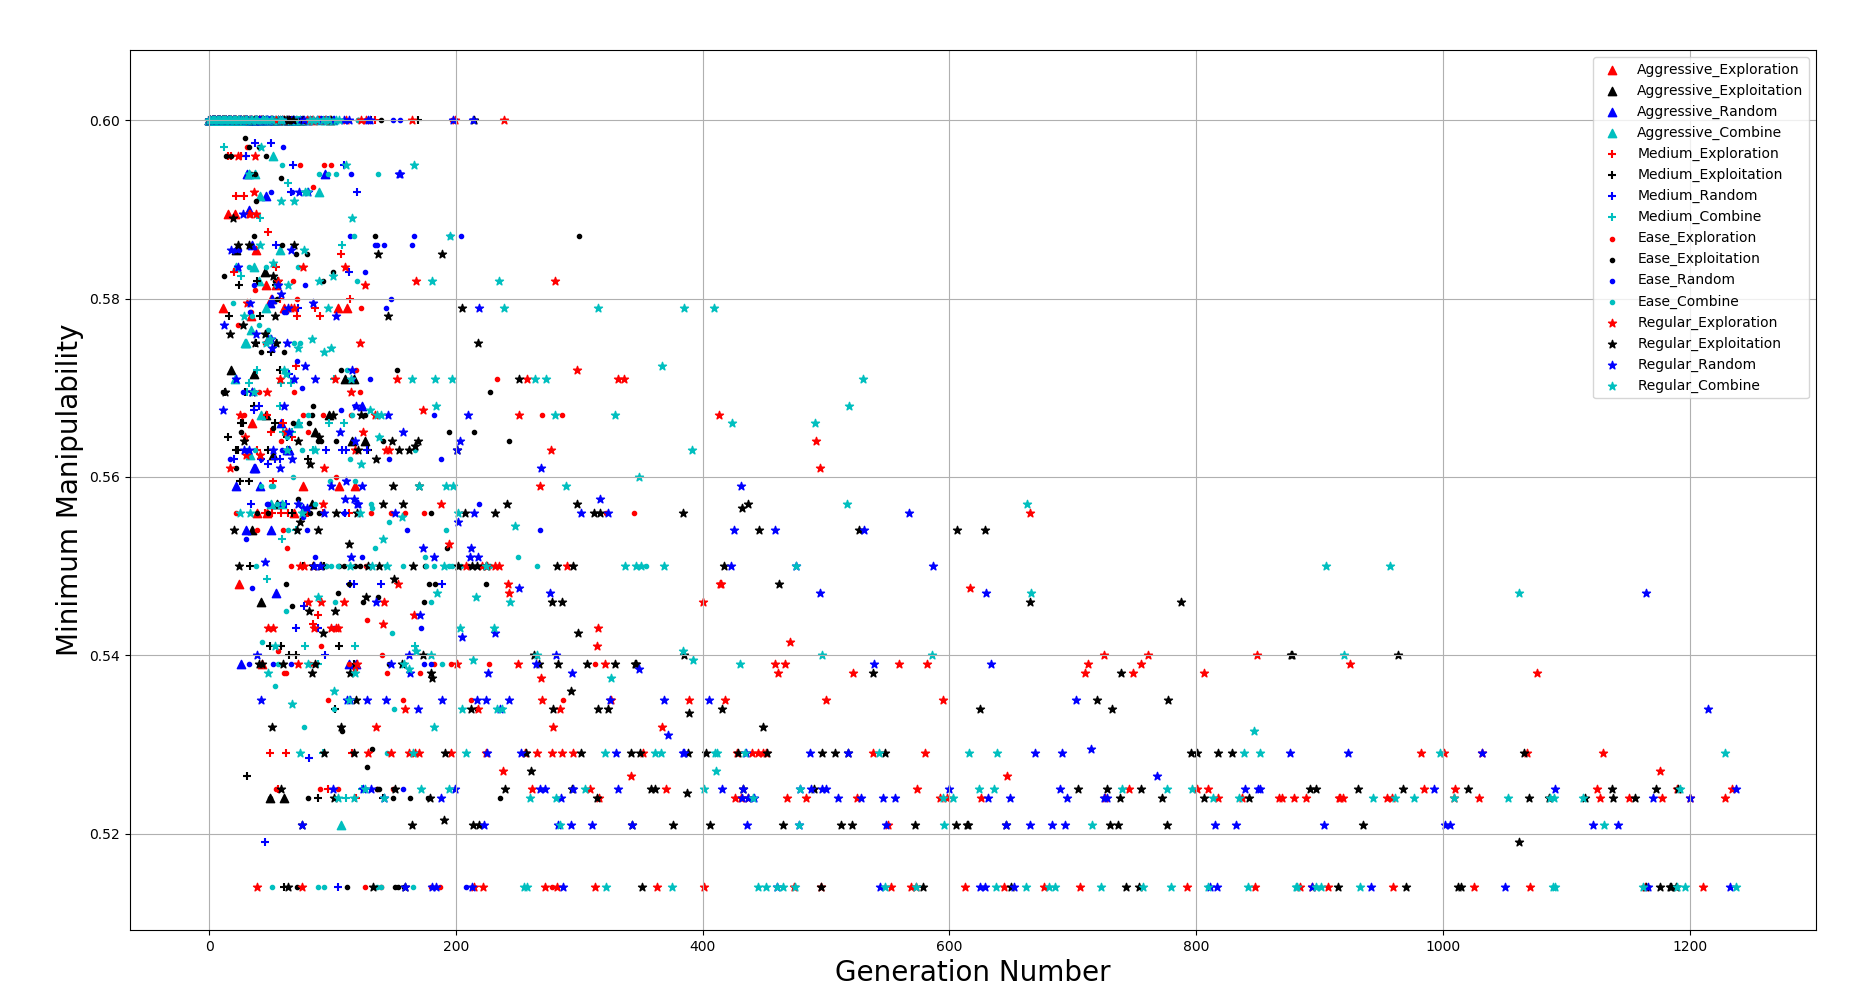 Aggressive_Exploration
Aggressive_Exploitation
Aggressive_Random
Aggressive_Combine
Medium_Exploration
Medium_Exploitation
Medium_Random
Medium_Combine
Ease_Exploration
Ease_Exploitation
Ease_Random
Ease_Combine
Regular_Exploration
Regular_Exploitation
Regular_Random
Regular_Combine
Minimum Manipulability
0.60
0.58
0.56
0.54
0.52
0 200 400 600 800 1000 1200
Generation Number